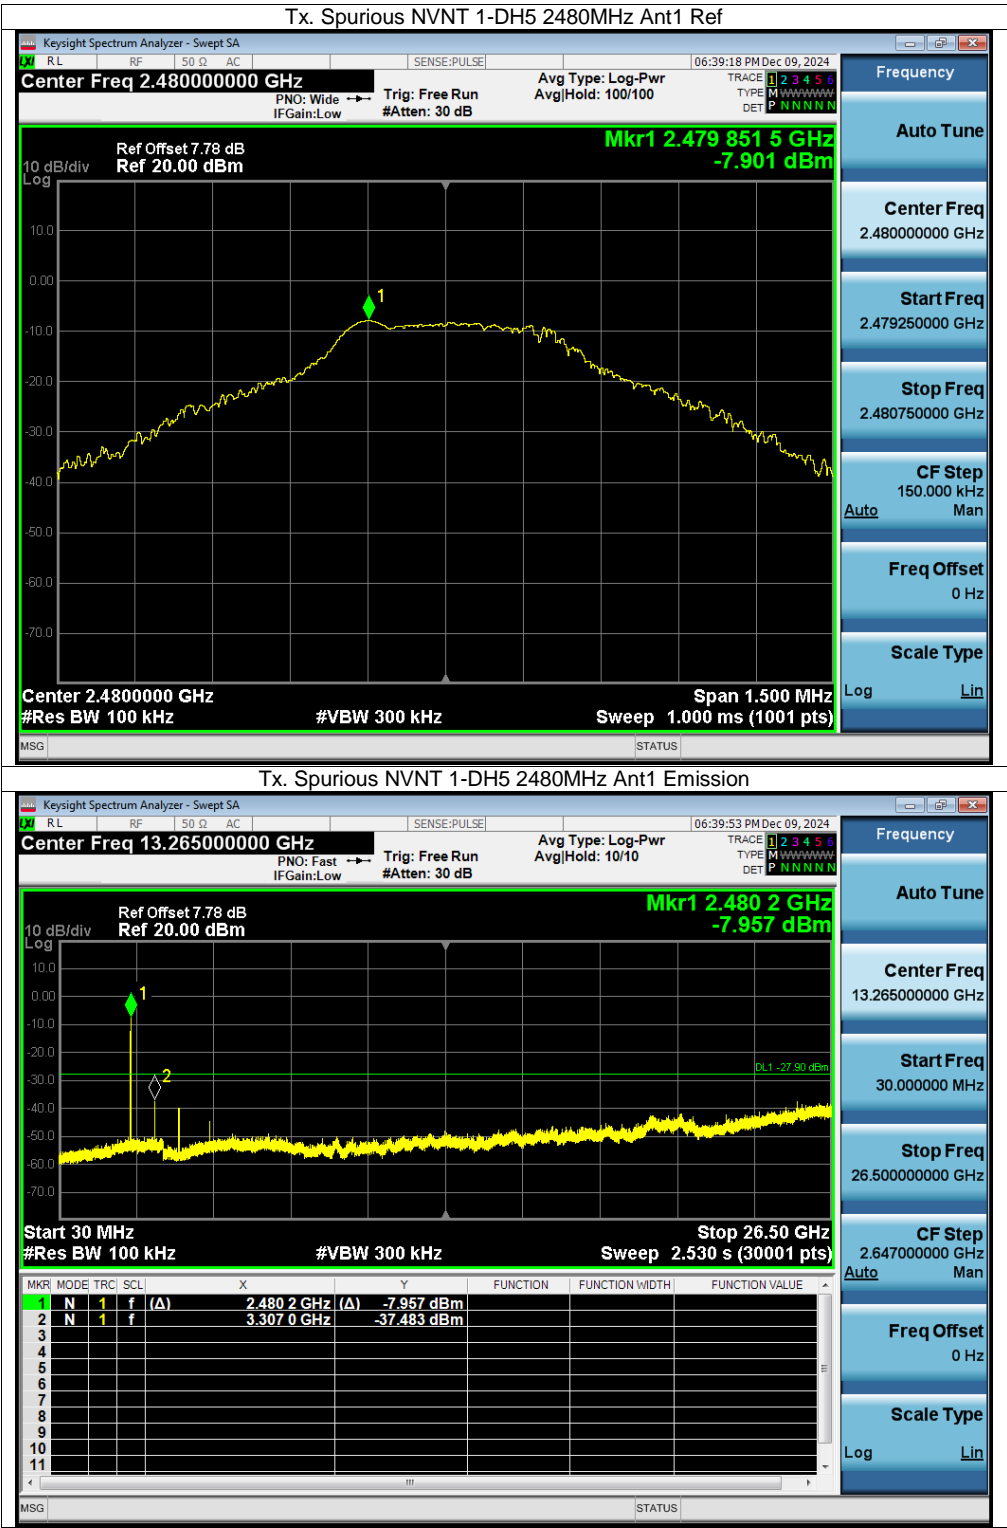 Tx. Spurious NVNT 1-DH5 2480MHz Ant1 Ref
Keysight Spectrum Analyzer - Swept SA
LXI RL RF 50 Ω AC SENSE:PULSE 06:39:18 PM Dec 09, 2024
Center Freq 2.480000000 GHz
PNO: Wide
IFGain:Low
Trig: Free Run
#Atten: 30 dB
Avg Type: Log-Pwr
Avg|Hold: 100/100
TRACE 1 2 3 4 5 6
TYPE M W W W W W
DET P N N N N N
Mkr1 2.479 851 5 GHz
-7.901 dBm
Ref Offset 7.78 dB
10 dB/div Ref 20.00 dBm
Log
10.0
0.00
-10.0
-20.0
-30.0
-40.0
-50.0
-60.0
-70.0
1
Center 2.4800000 GHz Span 1.500 MHz
#Res BW 100 kHz #VBW 300 kHz Sweep 1.000 ms (1001 pts)
MSG STATUS
Frequency
Auto Tune
Center Freq
2.480000000 GHz
Start Freq
2.479250000 GHz
Stop Freq
2.480750000 GHz
CF Step
150.000 kHz
Auto Man
Freq Offset
0 Hz
Scale Type
Log Lin
Tx. Spurious NVNT 1-DH5 2480MHz Ant1 Emission
Keysight Spectrum Analyzer - Swept SA
LXI RL RF 50 Ω AC SENSE:PULSE 06:39:53 PM Dec 09, 2024
Center Freq 13.265000000 GHz
PNO: Fast
IFGain:Low
Trig: Free Run
#Atten: 30 dB
Avg Type: Log-Pwr
Avg|Hold: 10/10
TRACE 1 2 3 4 5 6
TYPE M W W W W W
DET P N N N N N
Mkr1 2.480 2 GHz
-7.957 dBm
Ref Offset 7.78 dB
10 dB/div Ref 20.00 dBm
Log
10.0
0.00
-10.0
-20.0
-30.0
-40.0
-50.0
-60.0
-70.0
1
2
DL1 -27.90 dBm
Start 30 MHz Stop 26.50 GHz
#Res BW 100 kHz #VBW 300 kHz Sweep 2.530 s (30001 pts)
MKR MODE TRC SCL X Y FUNCTION FUNCTION WIDTH FUNCTION VALUE
1 N 1 f (Δ) 2.480 2 GHz (Δ) -7.957 dBm
2 N 1 f 3.307 0 GHz -37.483 dBm
3
4
5
6
7
8
9
10
11
MSG STATUS
Frequency
Auto Tune
Center Freq
13.265000000 GHz
Start Freq
30.000000 MHz
Stop Freq
26.500000000 GHz
CF Step
2.647000000 GHz
Auto Man
Freq Offset
0 Hz
Scale Type
Log Lin